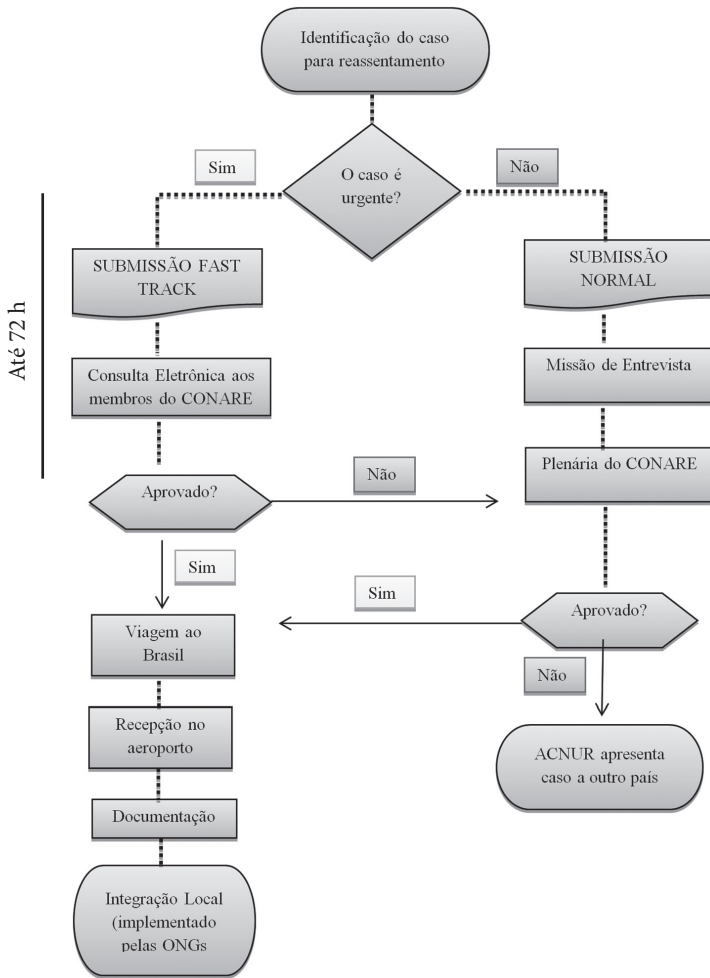 Identificação do caso
para reassentamento
Sim
O caso é
urgente?
Não
Até 72 h
SUBMISSÃO FAST
TRACK
SUBMISSÃO
NORMAL
Consulta Eletrônica aos
membros do CONARE
Missão de Entrevista
Aprovado?
Não
Plenária do CONARE
Sim
Sim
Aprovado?
Viagem ao
Brasil
Não
Recepção no
aeroporto
ACNUR apresenta
caso a outro país
Documentação
Integração Local
(implementado
pelas ONGs